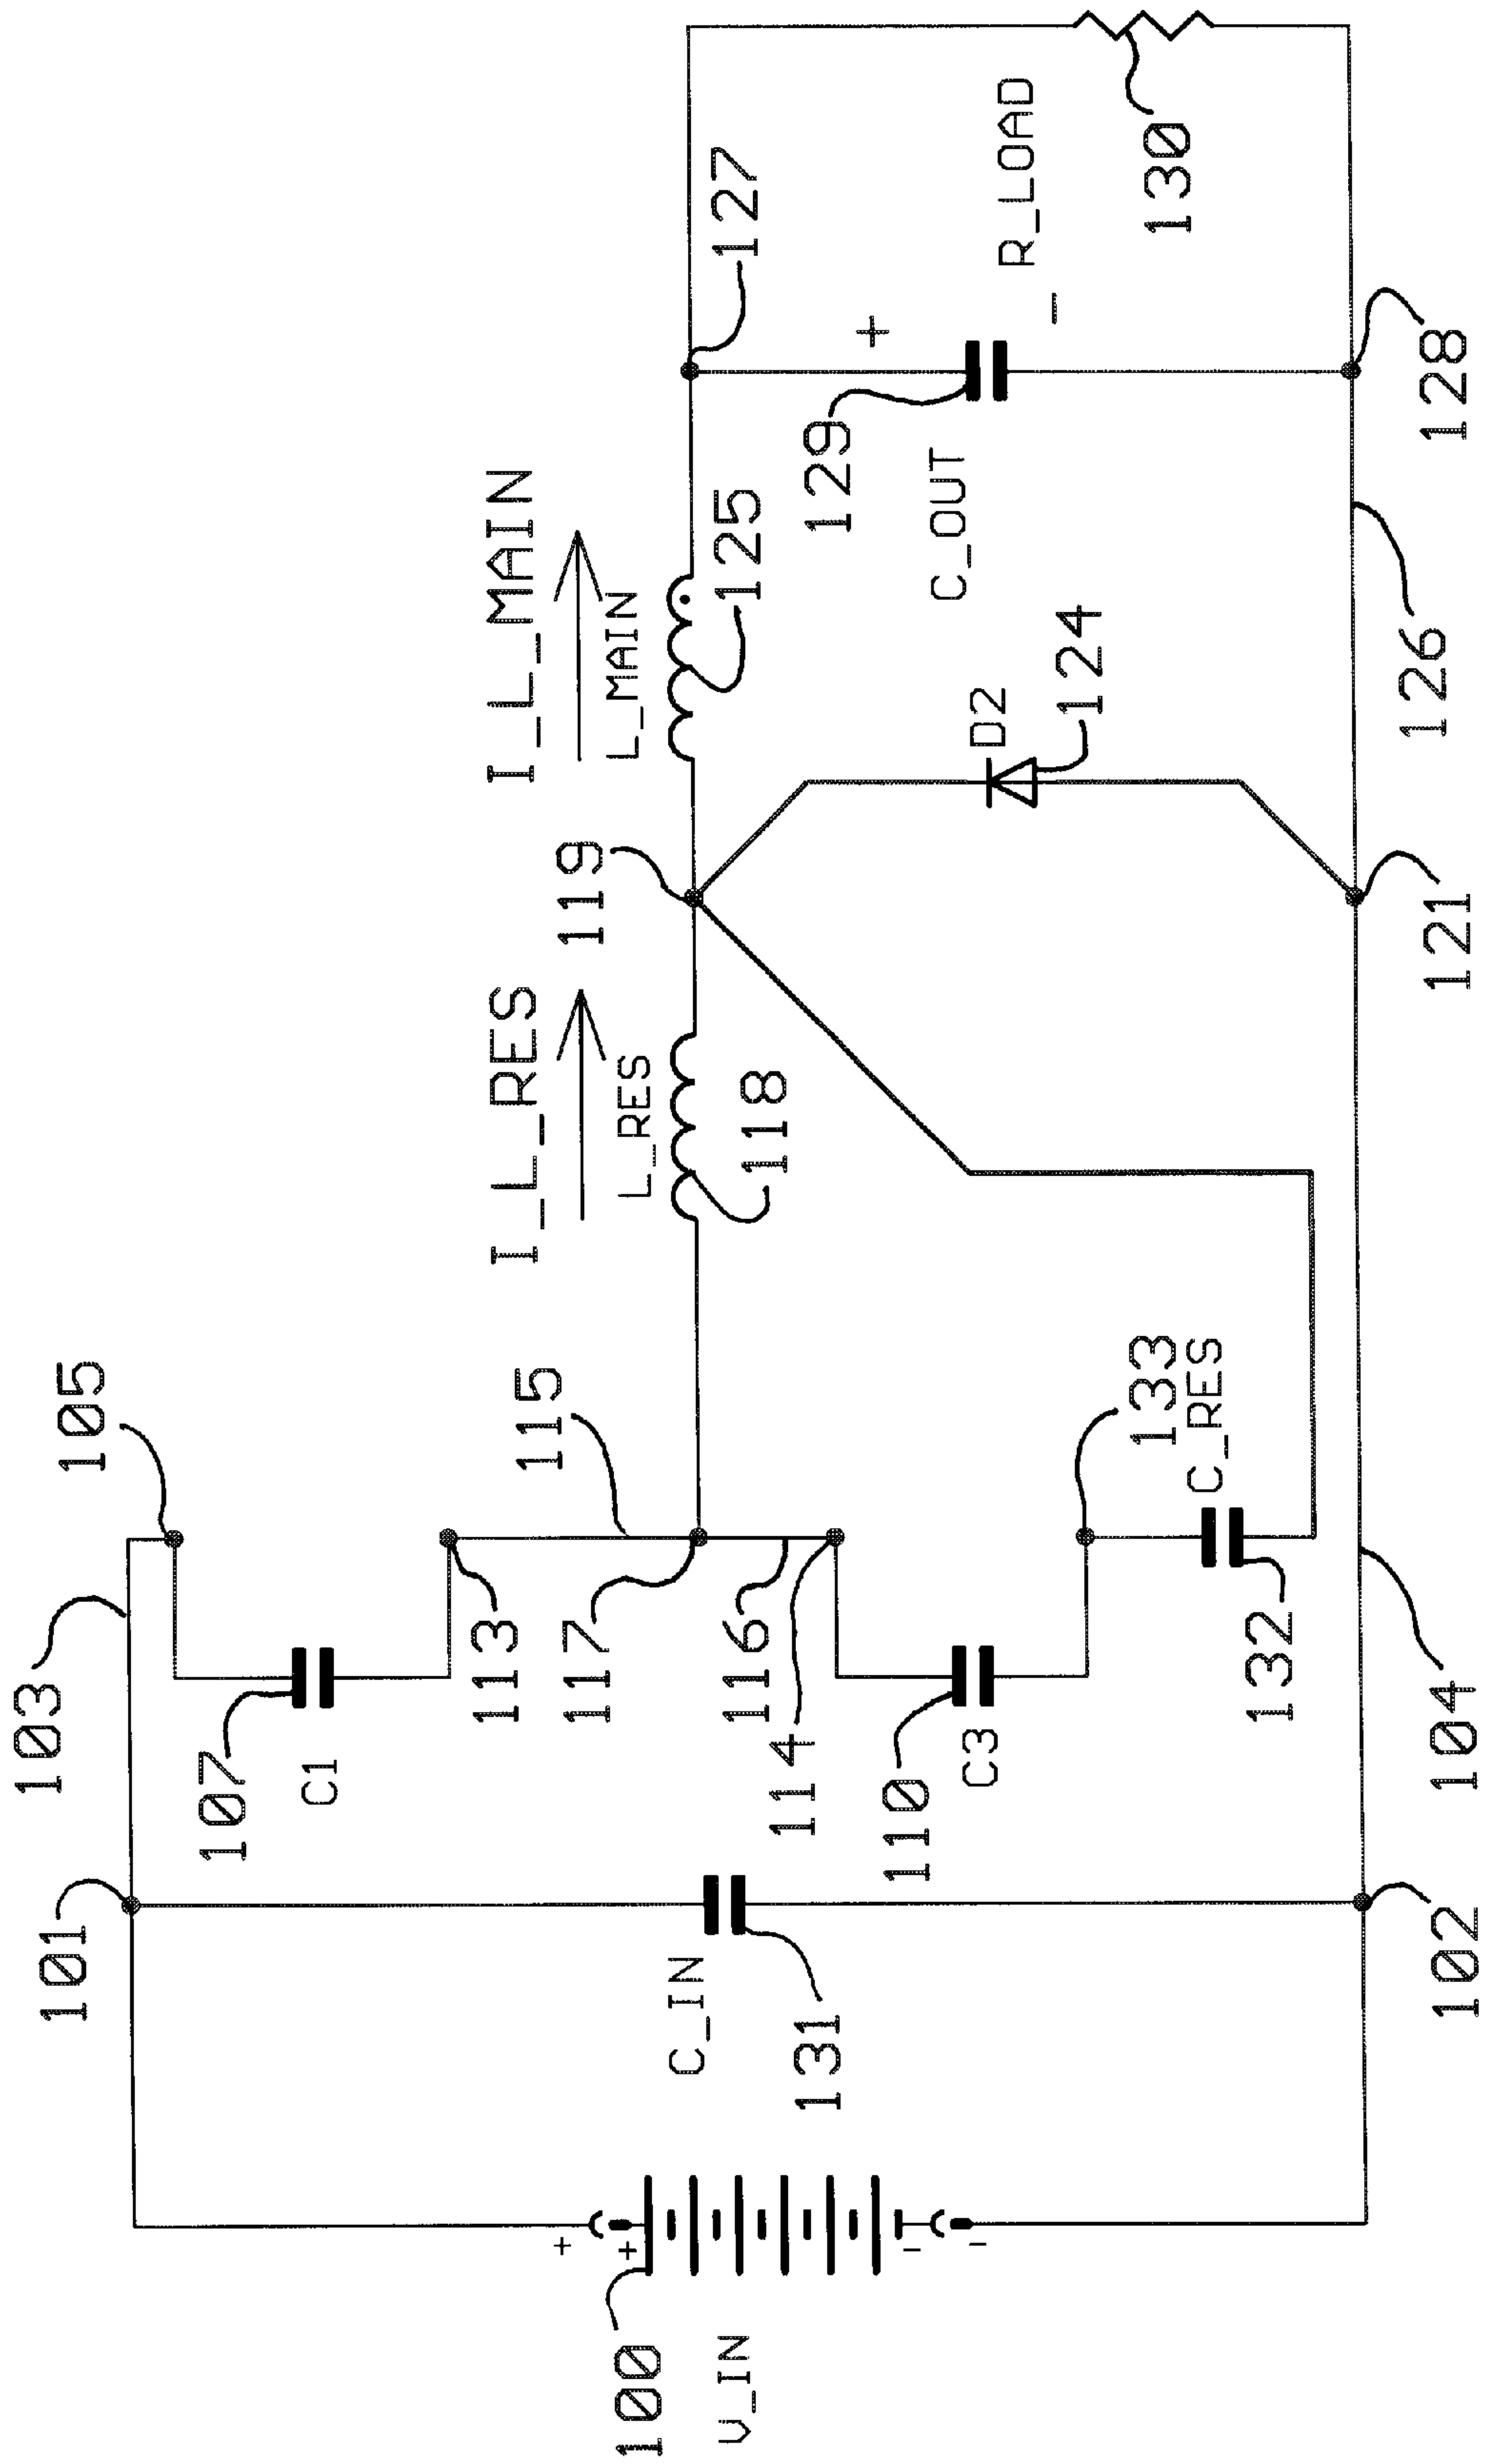 100
V_IN
+
+
-
-
101
C_IN
131
102
103
107
C1
105
113
117
115
116
114
110
C3
133
C_RES
132
104
I_L_RES
L_RES
118
119
I_L_MAIN
L_MAIN
125
D2
124
121
126
129
C_OUT
+
-
127
128
R_LOAD
130